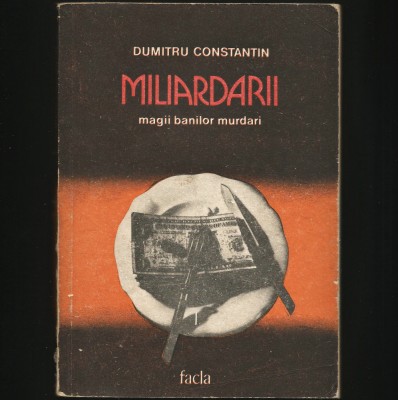 DUMITRU CONSTANTIN
MILIARDARII
magii banilor murdari
facla